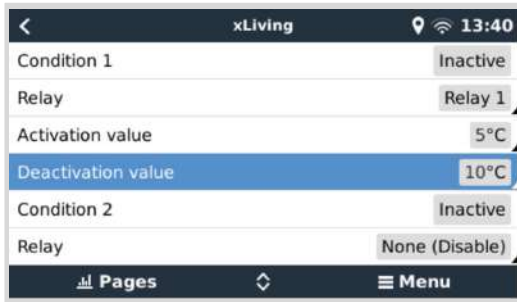 xLiving 13:40
Condition 1 Inactive
Relay Relay 1
Activation value 5°C
Deactivation value 10°C
Condition 2 Inactive
Relay None (Disable)
Pages Menu